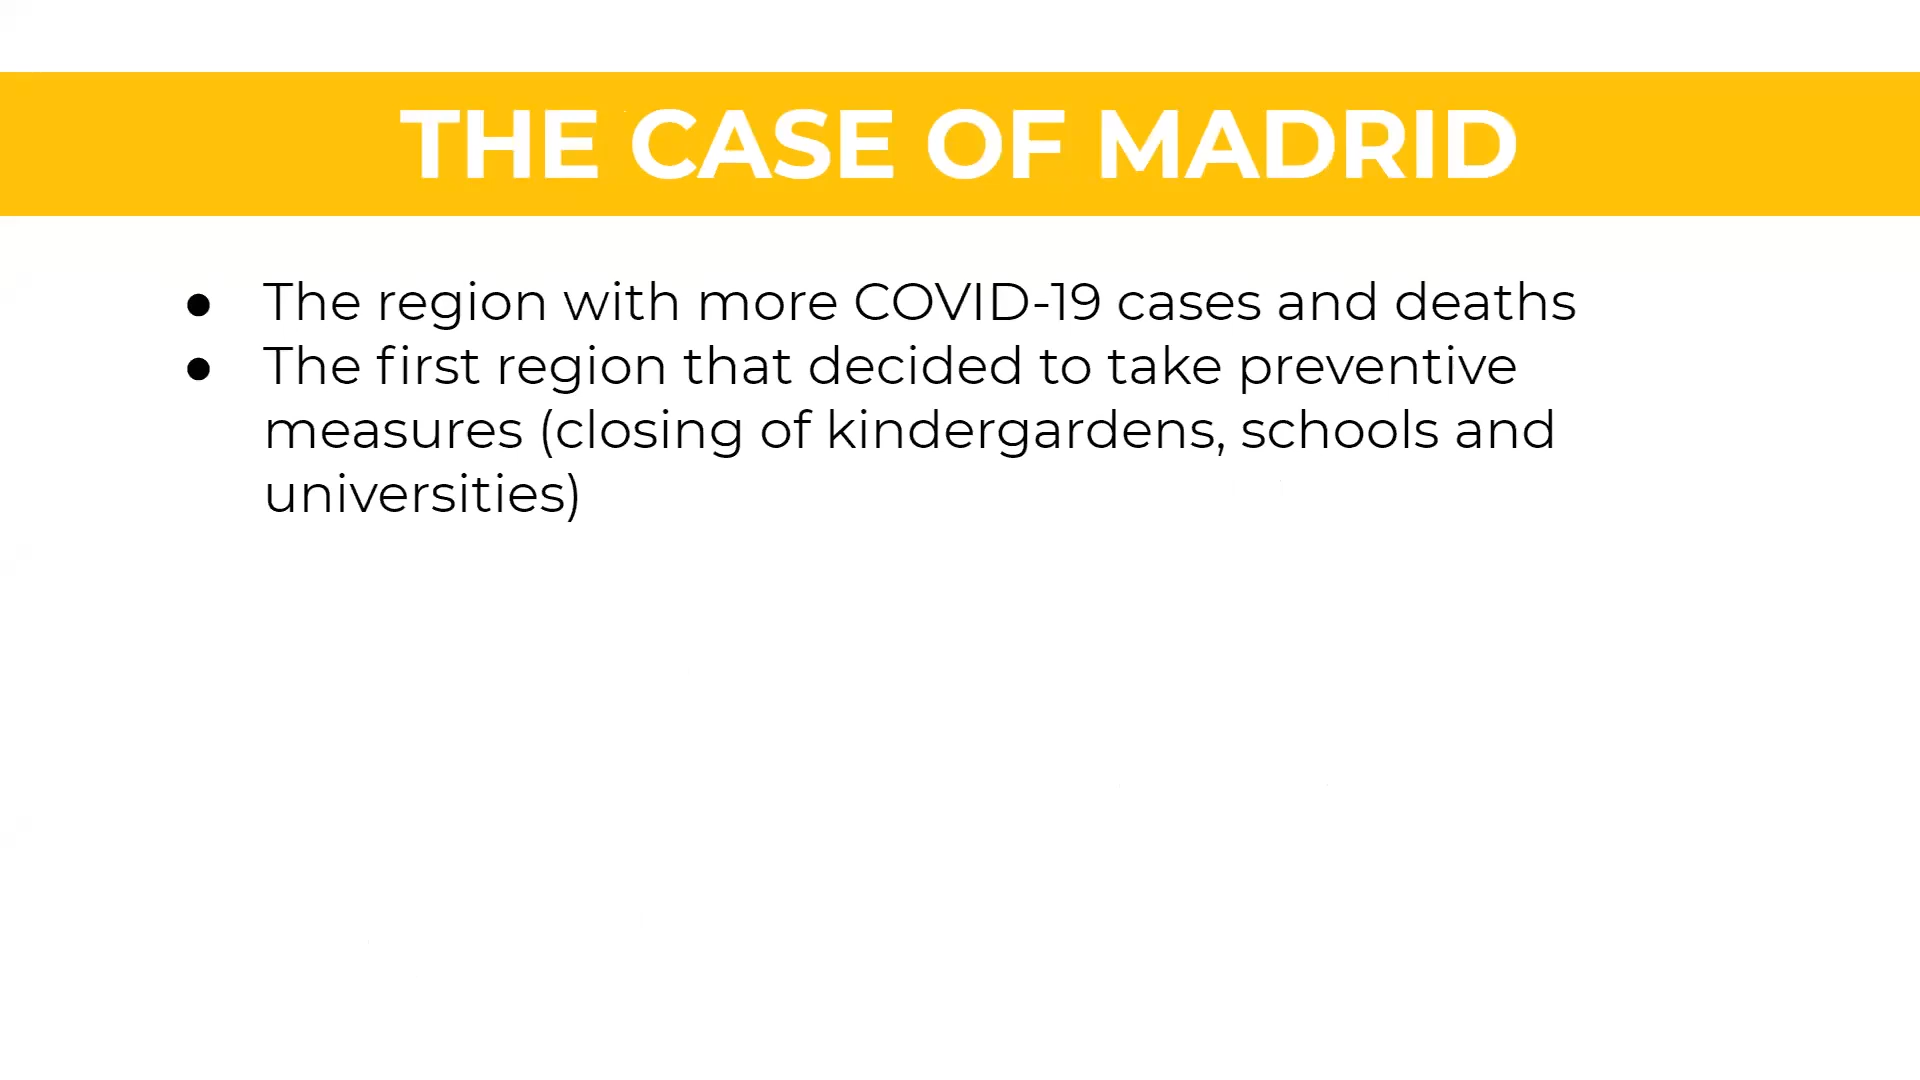 THE CASE OF MADRID
● The region with more COVID-19 cases and deaths
● The first region that decided to take preventive
measures (closing of kindergardens, schools and
universities)